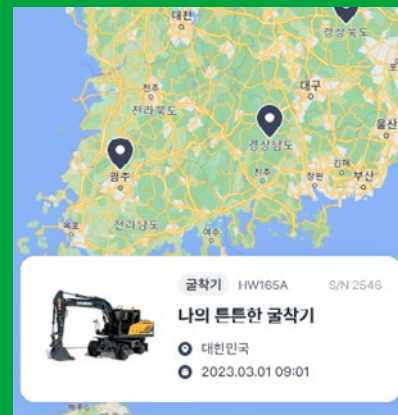 대전
경상북도
전주
전라북도
대구
울산
경상남도
광주
진주
창원
김해
부산
목포
전라남도
여수
굴착기 HW165A S/N 2546
나의 튼튼한 굴착기
대한민국
2023.03.01 09:01
제주